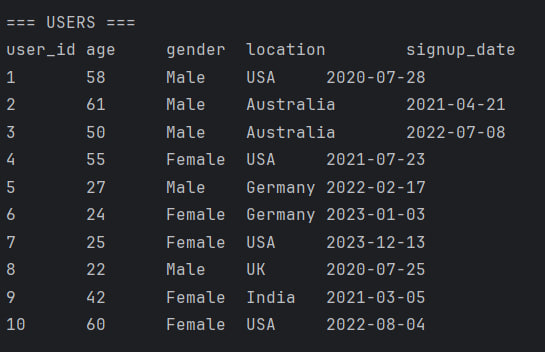 === USERS ===
user_id age gender location signup_date
1 58 Male USA 2020-07-28
2 61 Male Australia 2021-04-21
3 50 Male Australia 2022-07-08
4 55 Female USA 2021-07-23
5 27 Male Germany 2022-02-17
6 24 Female Germany 2023-01-03
7 25 Female USA 2023-12-13
8 22 Male UK 2020-07-25
9 42 Female India 2021-03-05
10 60 Female USA 2022-08-04